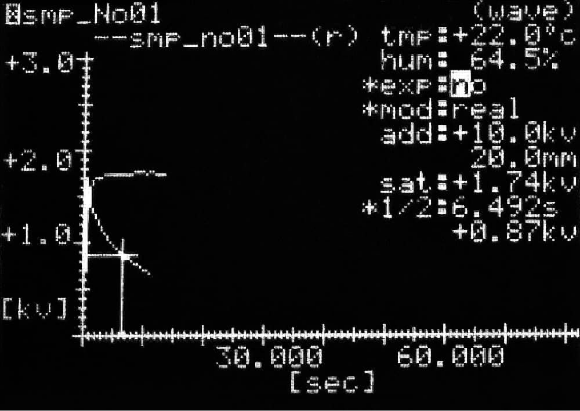 smp_No01
(wave)
--smp_no01--(r)
tmp:+22.0°c
hum: 64.5%
*exp:no
*mod:real
add:+10.0kv
20.0mm
sat:+1.74kv
*1/2:6.492s
+0.87kv
+3.0
+2.0
+1.0
[kv]
30.000
60.000
[sec]